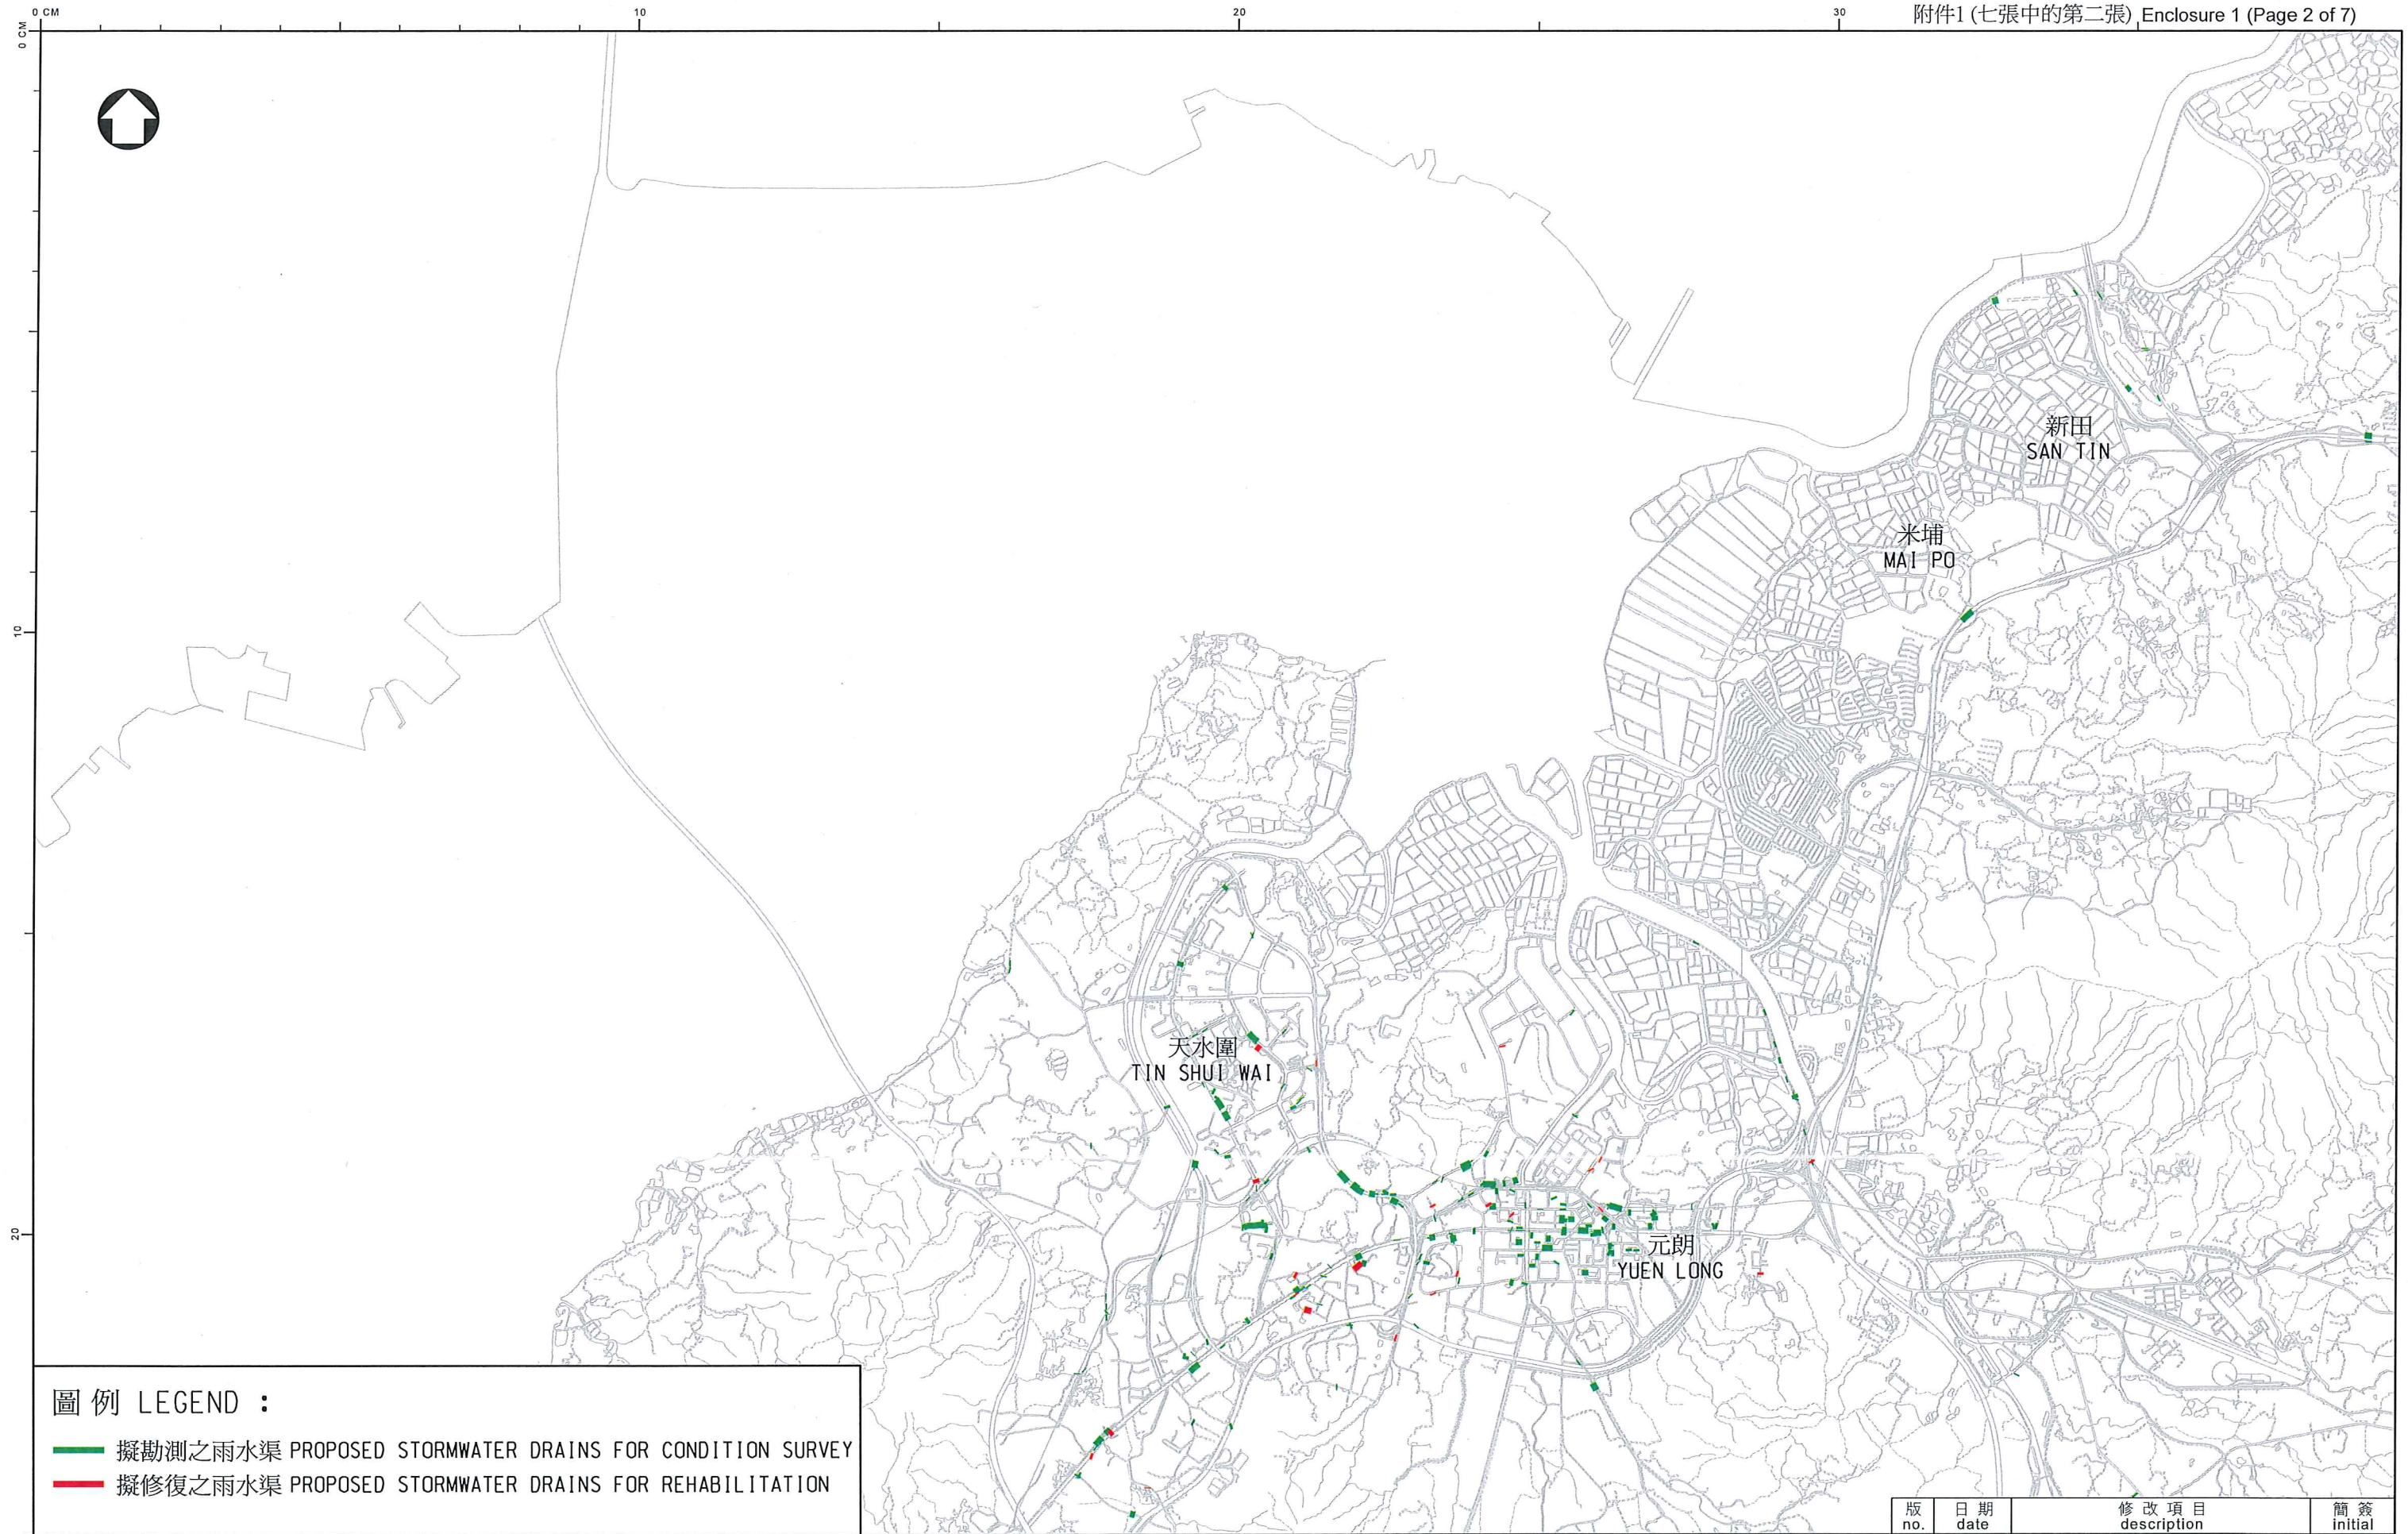 0 CM
10
20
30
附件1 (七張中的第二張) Enclosure 1 (Page 2 of 7)
0 CM
新田
SAN TIN
米埔
MAI PO
10
天水圍
TIN SHUI WAI
20
元朗
YUEN LONG
圖例 LEGEND :
擬勘測之雨水渠 PROPOSED STORMWATER DRAINS FOR CONDITION SURVEY
擬修復之雨水渠 PROPOSED STORMWATER DRAINS FOR REHABILITATION
版 日期 修改項目 簡簽
no. date description initial